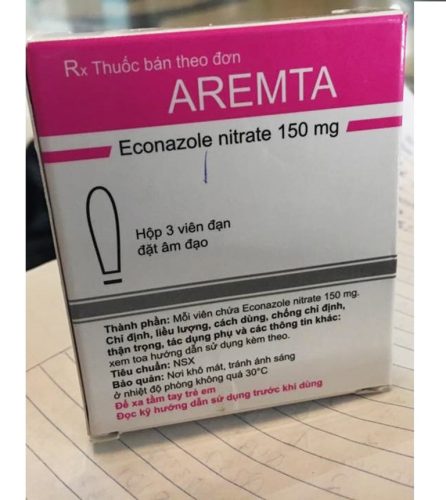 Rx Thuốc bán theo đơn
AREMTA
Econazole nitrate 150 mg
Hộp 3 viên đạn
đặt âm đạo
Thành phần: Mỗi viên chứa Econazole nitrate 150 mg.
Chỉ định, liều lượng, cách dùng, chống chỉ định,
thận trọng, tác dụng phụ và các thông tin khác:
xem toa hướng dẫn sử dụng kèm theo.
Tiêu chuẩn: NSX
Bảo quản: Nơi khô mát, tránh ánh sáng
ở nhiệt độ phòng không quá 30°C
Để xa tầm tay trẻ em
Đọc kỹ hướng dẫn sử dụng trước khi dùng